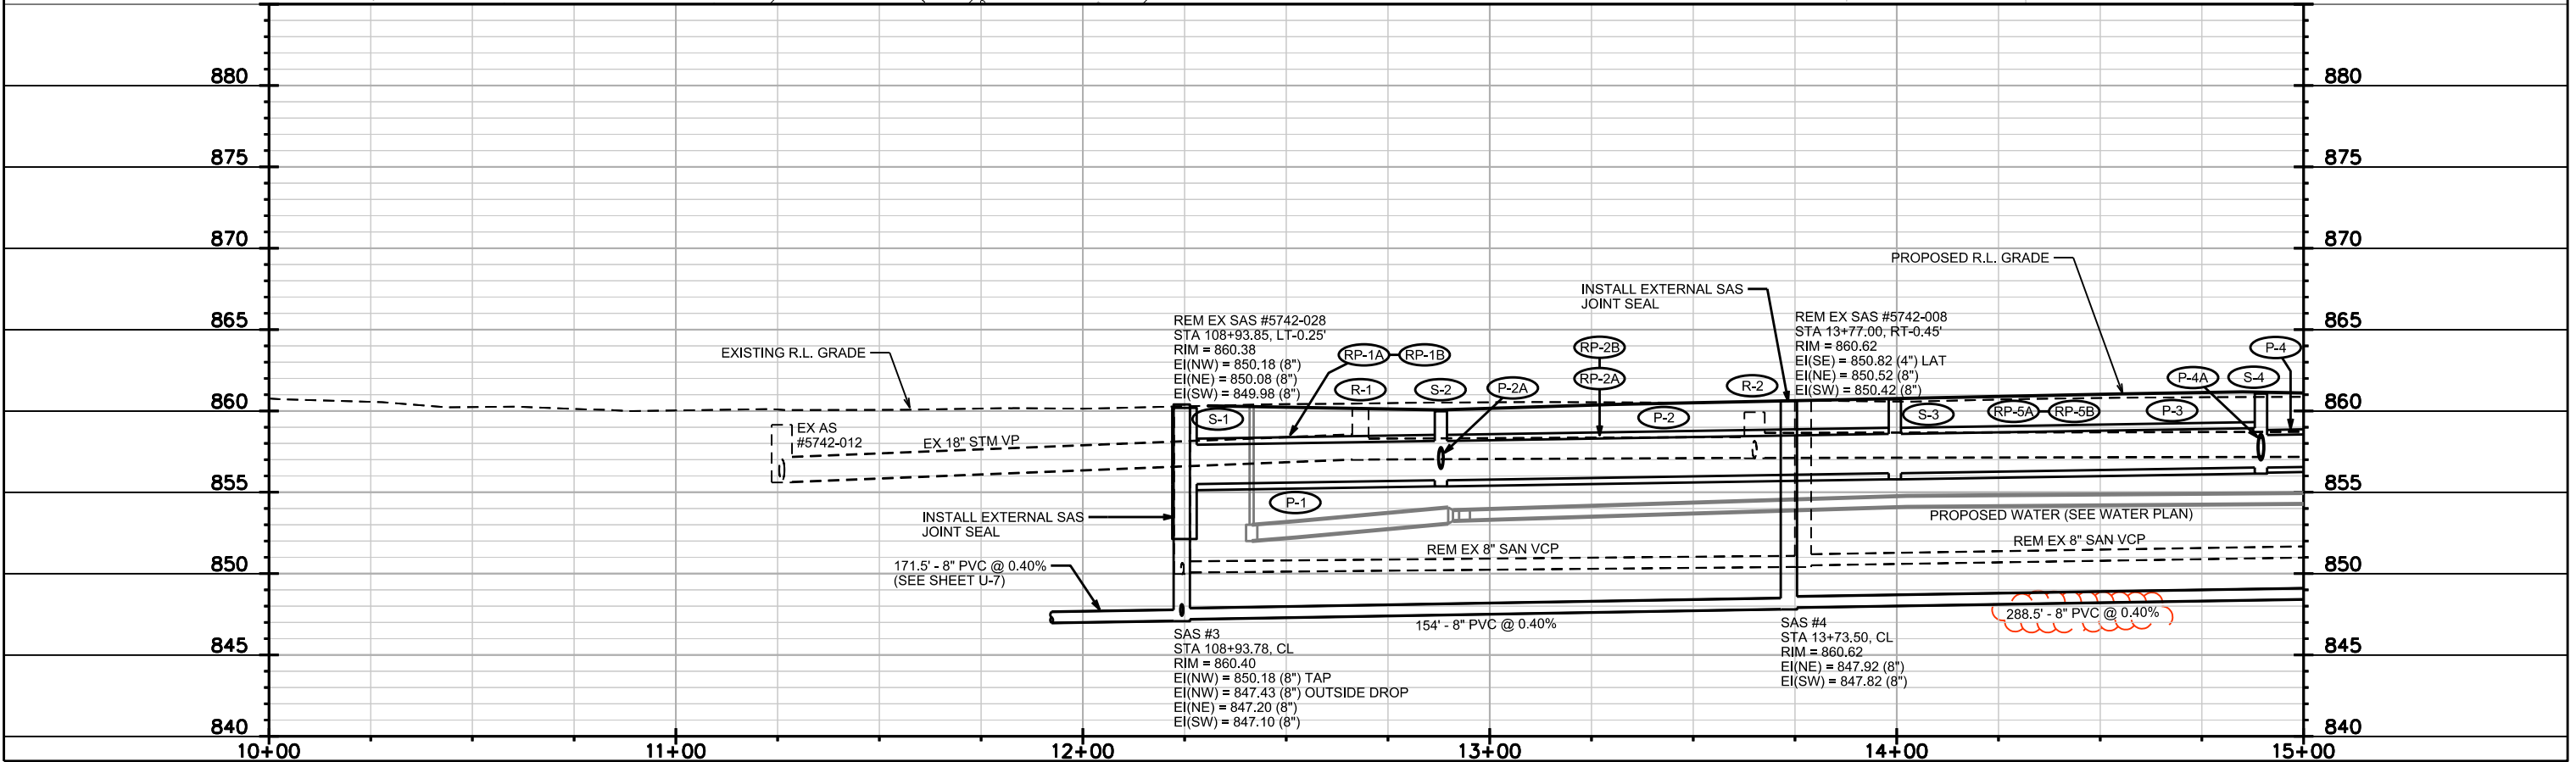 880
880
875
875
870
870
PROPOSED R.L. GRADE
INSTALL EXTERNAL SAS
JOINT SEAL
865
865
REM EX SAS #5742-028
STA 108+93.85, LT-0.25'
RIM = 860.38
EI(NW) = 850.18 (8")
EI(NE) = 850.08 (8")
EI(SW) = 849.98 (8")
REM EX SAS #5742-008
STA 13+77.00, RT-0.45'
RIM = 860.62
EI(SE) = 850.82 (4") LAT
EI(NE) = 850.52 (8")
EI(SW) = 850.42 (8")
EXISTING R.L. GRADE
RP-1A
RP-1B
RP-2B
P-4
R-1
S-2
P-2A
RP-2A
R-2
P-4A
S-4
860
860
S-1
P-2
S-3
RP-5A
RP-5B
P-3
EX AS
#5742-012
EX 18" STM VP
855
855
P-1
INSTALL EXTERNAL SAS
JOINT SEAL
PROPOSED WATER (SEE WATER PLAN)
REM EX 8" SAN VCP
REM EX 8" SAN VCP
850
850
171.5' - 8" PVC @ 0.40%
(SEE SHEET U-7)
288.5' - 8" PVC @ 0.40%
154' - 8" PVC @ 0.40%
845
845
SAS #3
STA 108+93.78, CL
RIM = 860.40
EI(NW) = 850.18 (8") TAP
EI(NW) = 847.43 (8") OUTSIDE DROP
EI(NE) = 847.20 (8")
EI(SW) = 847.10 (8")
SAS #4
STA 13+73.50, CL
RIM = 860.62
EI(NE) = 847.92 (8")
EI(SW) = 847.82 (8")
840
840
10+00
11+00
12+00
13+00
14+00
15+00